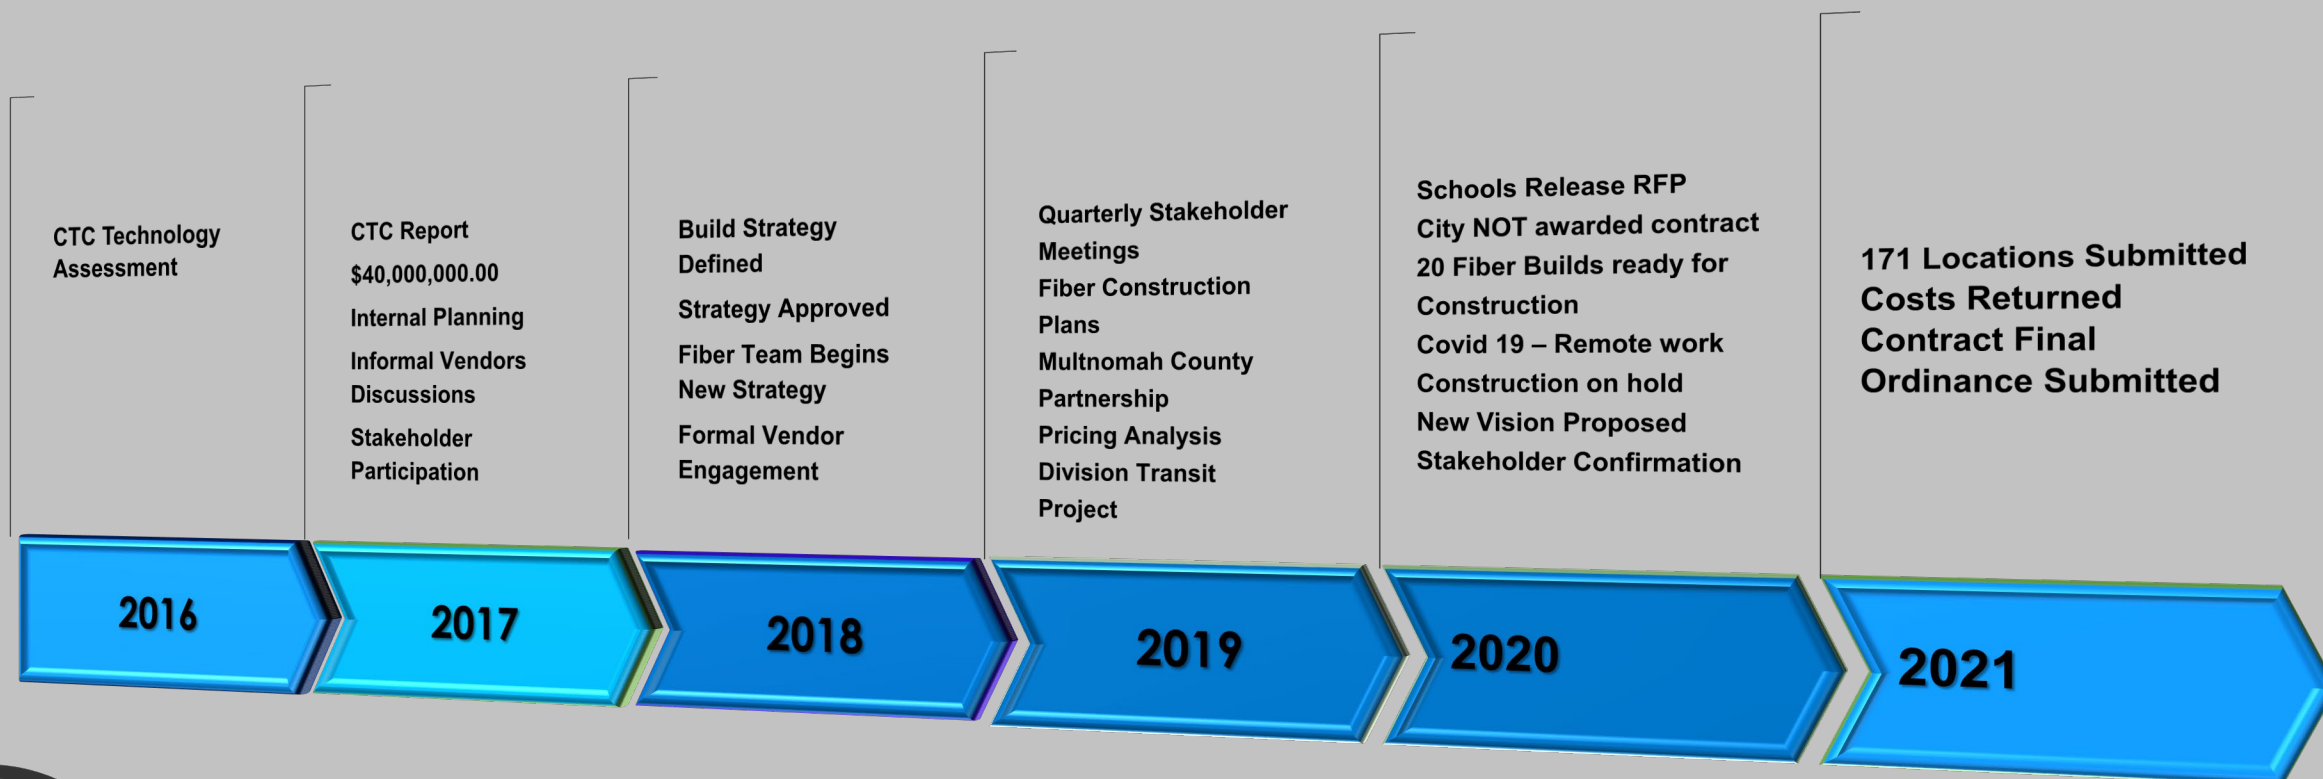 CTC Technology
Assessment
CTC Report
$40,000,000.00
Internal Planning
Informal Vendors
Discussions
Stakeholder
Participation
Build Strategy
Defined
Strategy Approved
Fiber Team Begins
New Strategy
Formal Vendor
Engagement
Quarterly Stakeholder
Meetings
Fiber Construction
Plans
Multnomah County
Partnership
Pricing Analysis
Division Transit
Project
Schools Release RFP
City NOT awarded contract
20 Fiber Builds ready for
Construction
Covid 19 – Remote work
Construction on hold
New Vision Proposed
Stakeholder Confirmation
171 Locations Submitted
Costs Returned
Contract Final
Ordinance Submitted
2016
2017
2018
2019
2020
2021